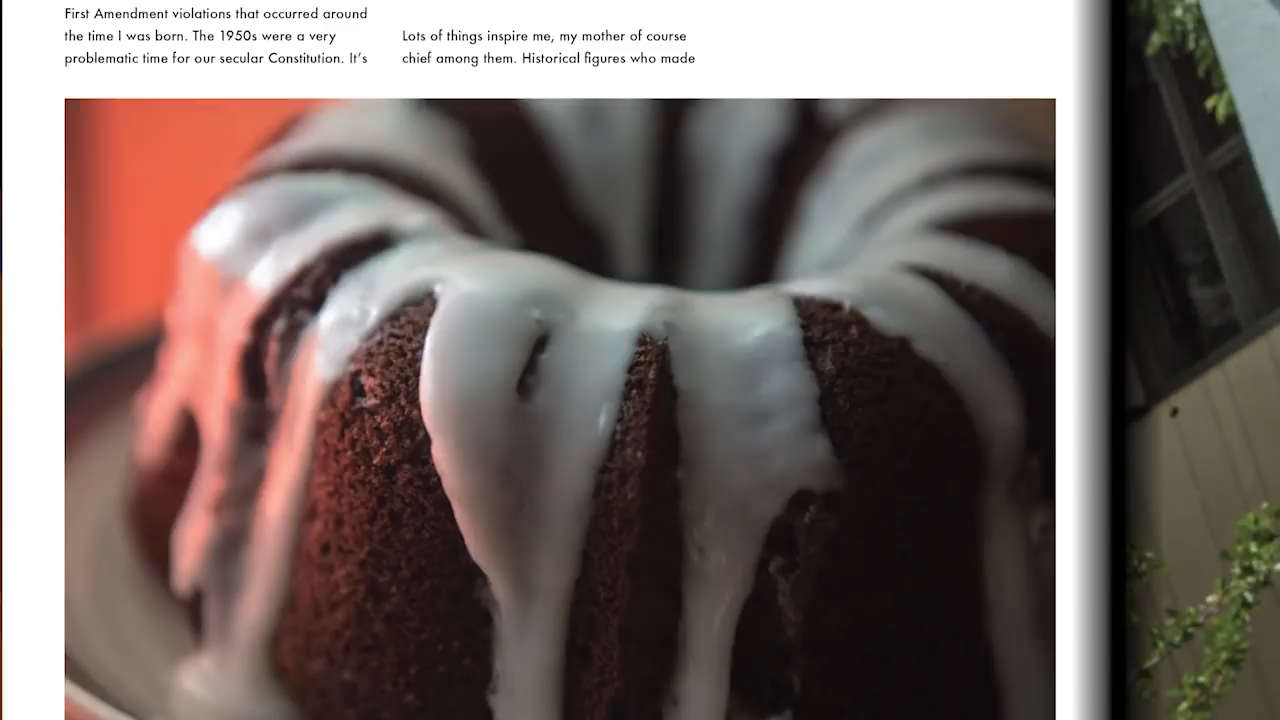 First Amendment violations that occurred around
the time I was born. The 1950s were a very
problematic time for our secular Constitution. It’s
Lots of things inspire me, my mother of course
chief among them. Historical figures who made